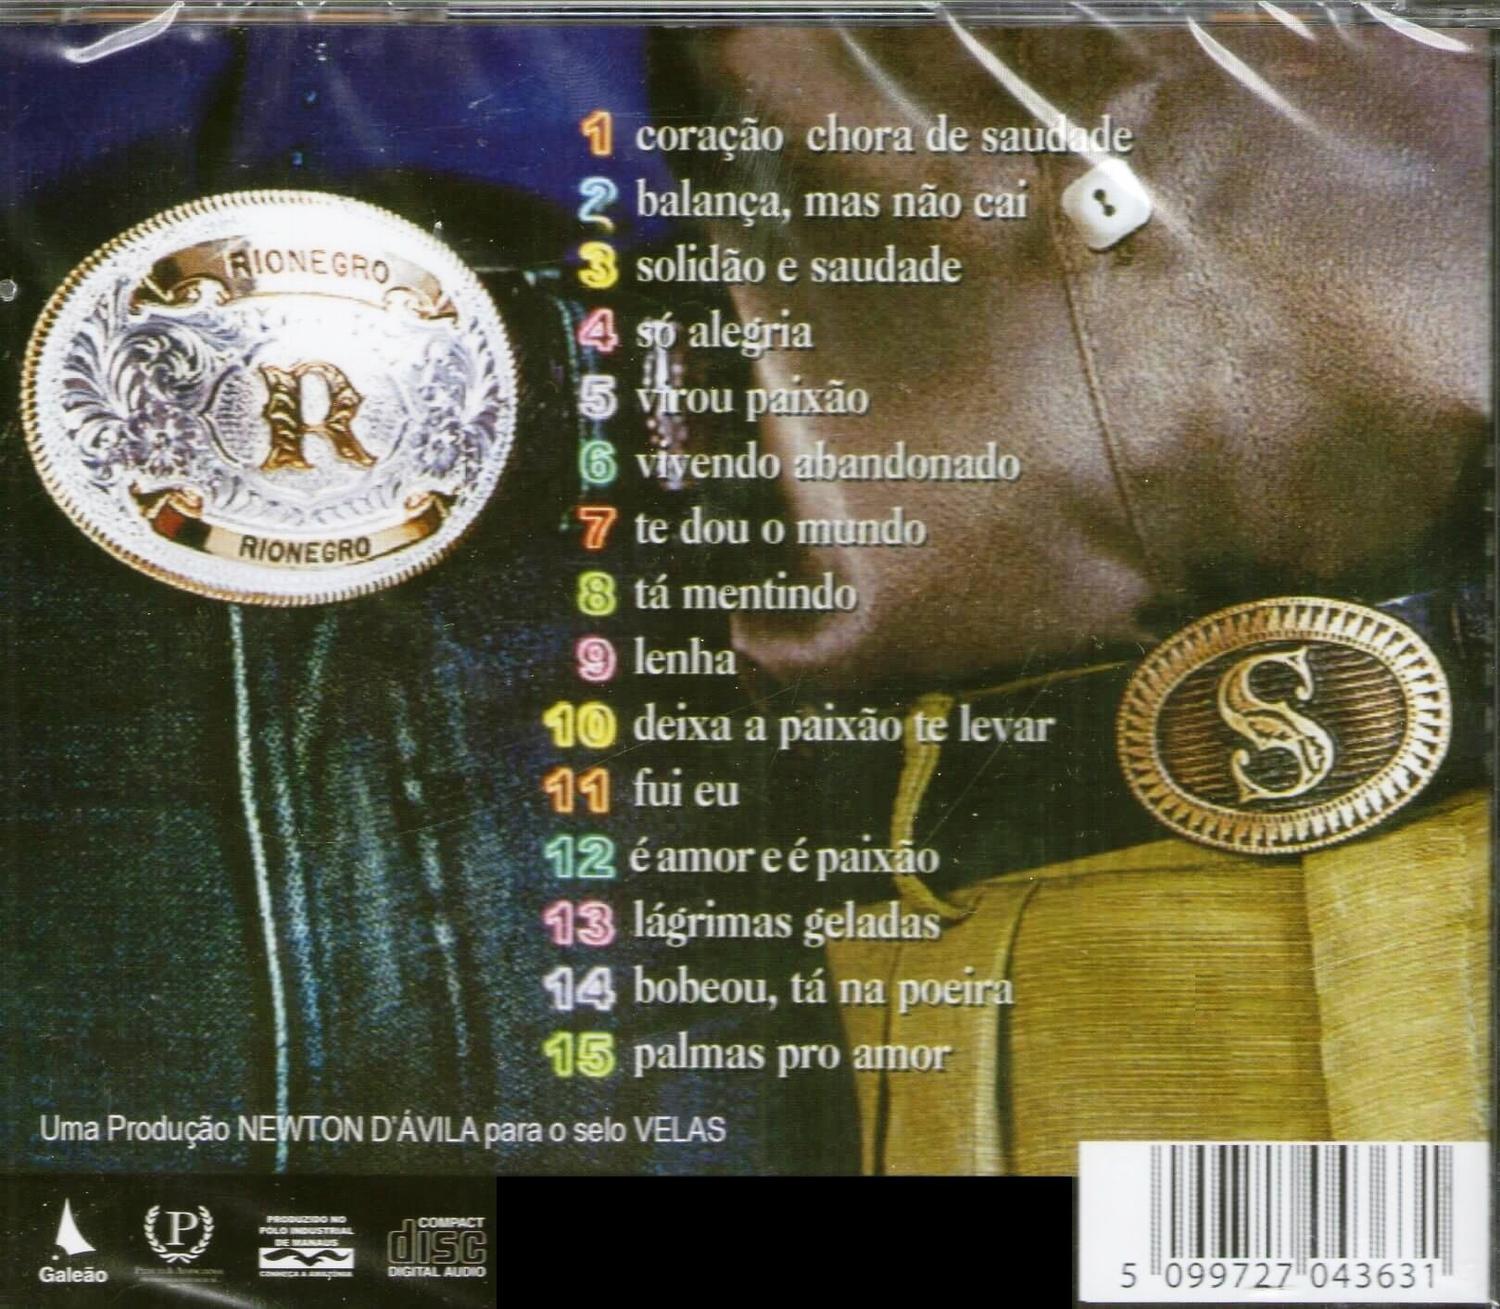 1 coração chora de saudade
2 balança, mas não cai
3 solidão e saudade
4 só alegria
5 virou paixão
6 vivendo abandonado
7 te dou o mundo
8 tá mentindo
9 lenha
10 deixa a paixão te levar
11 fui eu
12 é amor e é paixão
13 lágrimas geladas
14 bobeou, tá na poeira
15 palmas pro amor
RIONEGRO
R
RIONEGRO
S
Uma Produção NEWTON D'ÁVILA para o selo VELAS
Galeão
P
PRODUZIDO NO
POLO INDUSTRIAL
DE MANAUS
CONHEÇA A AMAZÔNIA
COMPACT
disc
DIGITAL AUDIO
5 099727 043631